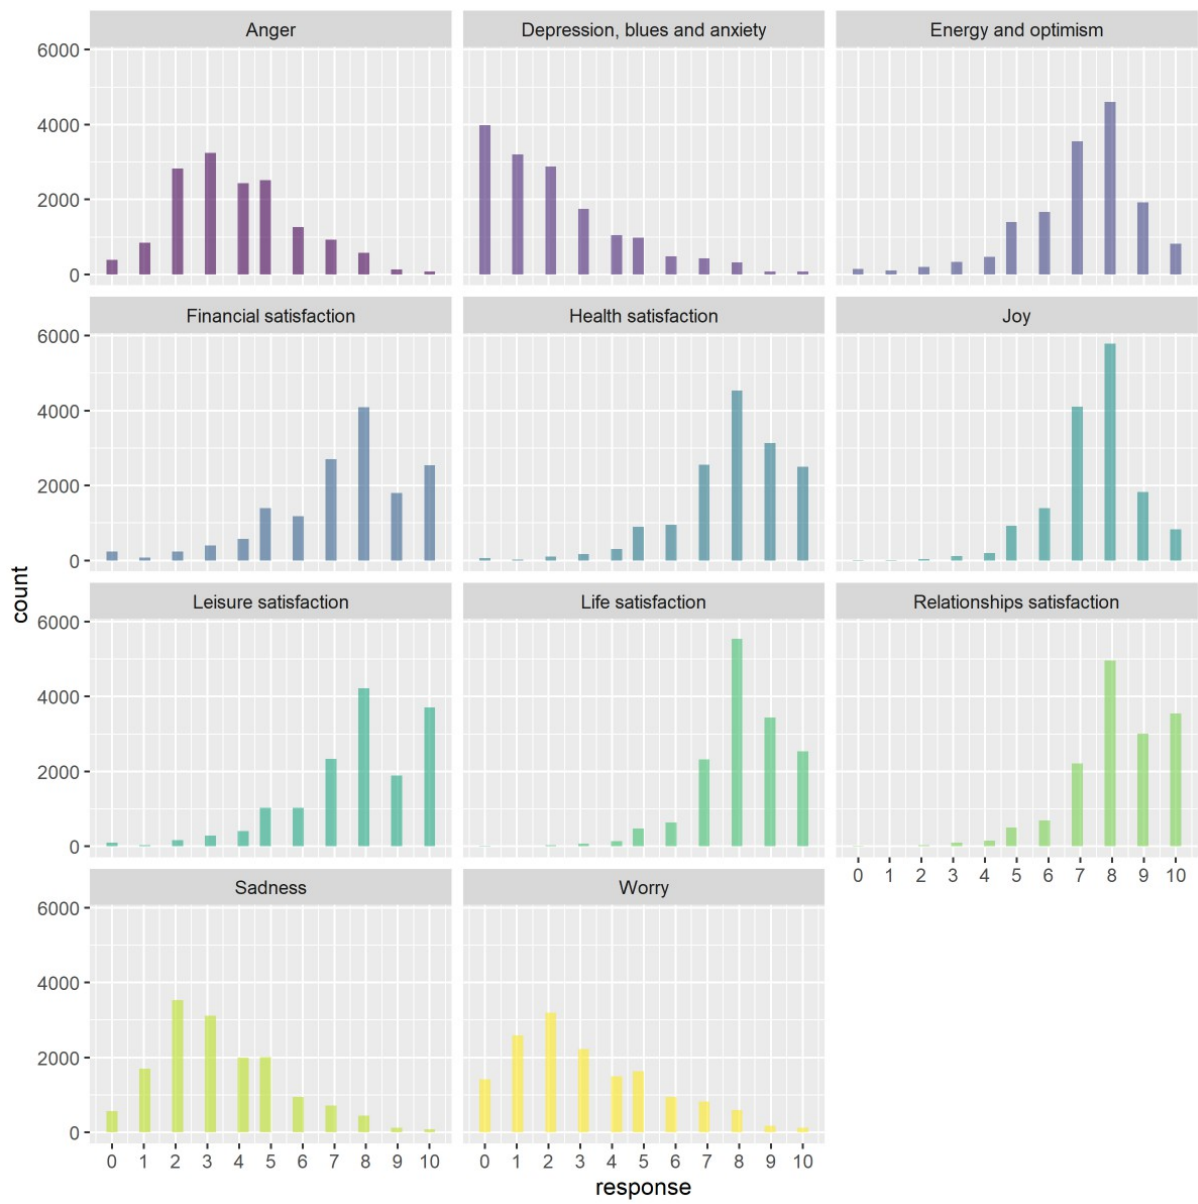 Anger Depression, blues and anxiety Energy and optimism
6000
4000
2000
0
Financial satisfaction Health satisfaction Joy
6000
4000
2000
0
count
Leisure satisfaction Life satisfaction Relationships satisfaction
6000
4000
2000
0
0 1 2 3 4 5 6 7 8 9 10
Sadness Worry
6000
4000
2000
0
0 1 2 3 4 5 6 7 8 9 10 0 1 2 3 4 5 6 7 8 9 10
response